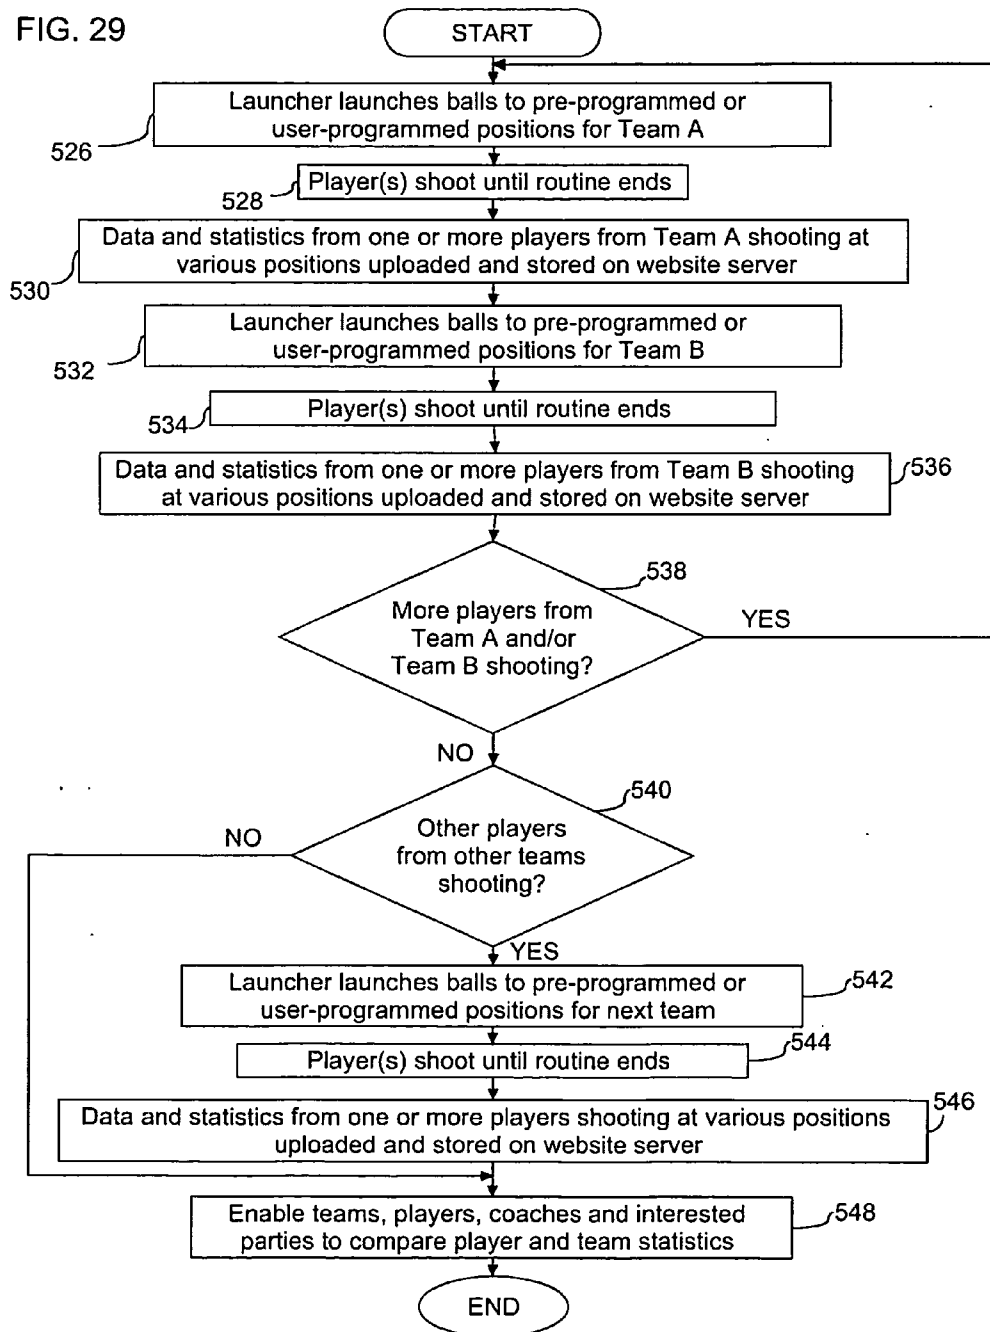 FIG. 29
START
Launcher launches balls to pre-programmed or
user-programmed positions for Team A
526
Player(s) shoot until routine ends
528
Data and statistics from one or more players from Team A shooting at
various positions uploaded and stored on website server
530
Launcher launches balls to pre-programmed or
user-programmed positions for Team B
532
Player(s) shoot until routine ends
534
Data and statistics from one or more players from Team B shooting
at various positions uploaded and stored on website server
536
538
More players from
Team A and/or
Team B shooting?
YES
NO
540
Other players
from other teams
shooting?
NO
YES
Launcher launches balls to pre-programmed or
user-programmed positions for next team
542
Player(s) shoot until routine ends
544
Data and statistics from one or more players shooting at various positions
uploaded and stored on website server
546
Enable teams, players, coaches and interested
parties to compare player and team statistics
548
END